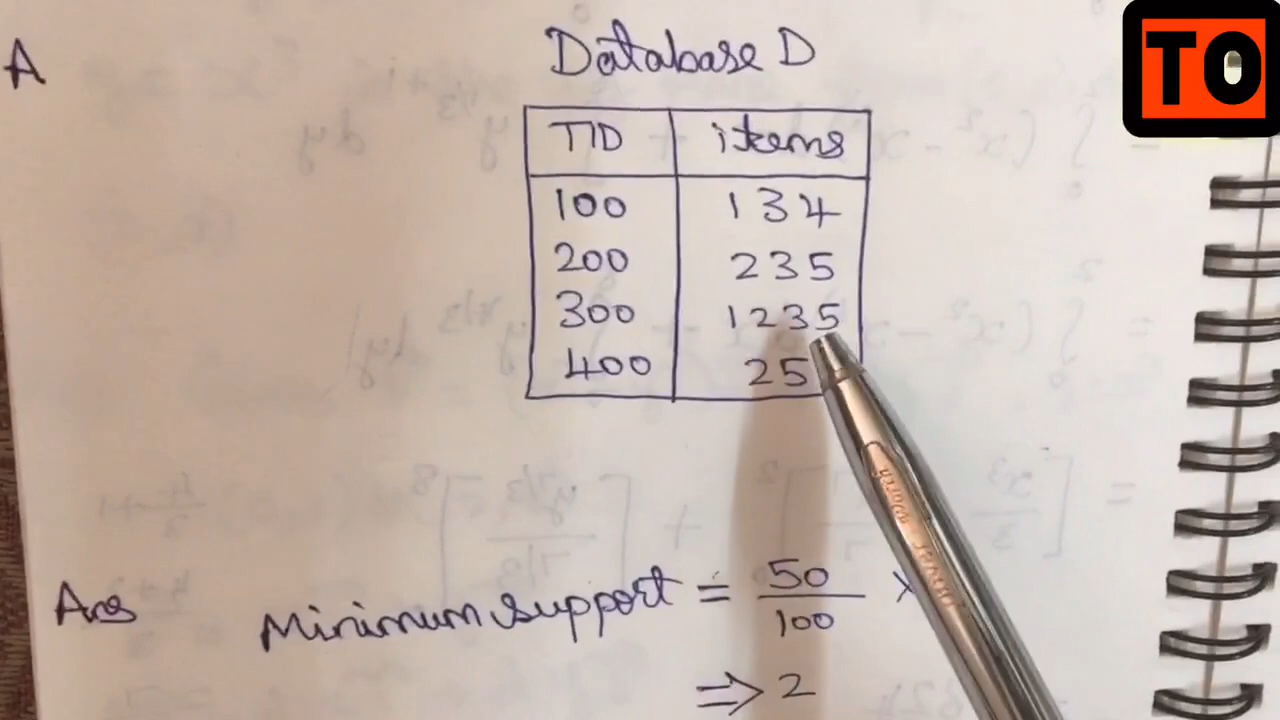 TO
A
Database D
TID items
100 1 3 4
200 2 3 5
300 1 2 3 5
400 2 5
Ans Minimum support = 50/100 ×
⇒ 2